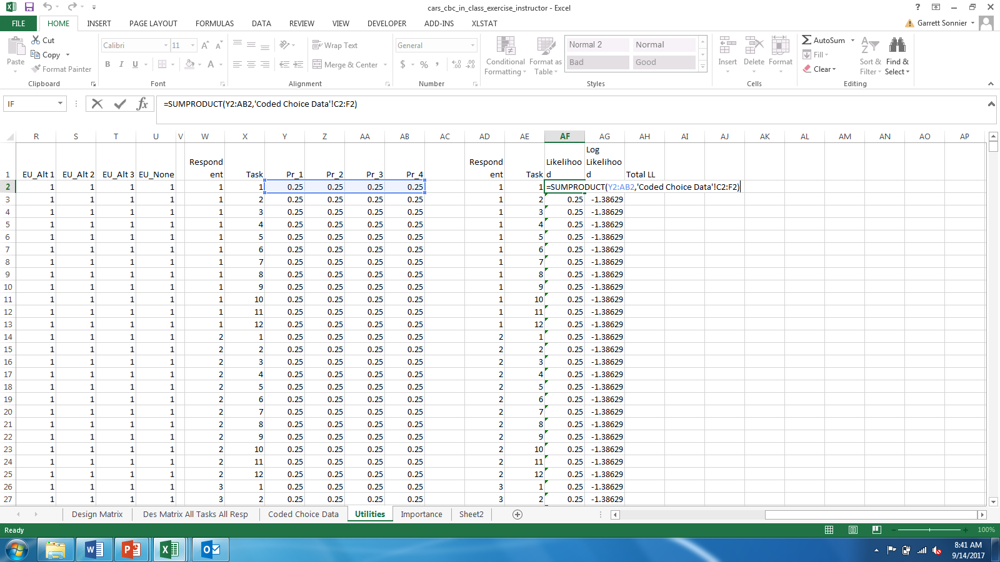 cars_cbc_in_class_exercise_instructor - Excel
FILE HOME INSERT PAGE LAYOUT FORMULAS DATA REVIEW VIEW DEVELOPER ADD-INS XLSTAT Garrett Sonnier
Paste Cut Copy Format Painter Clipboard
Calibri 11 B I U A Font
Wrap Text Merge & Center Alignment
General $ % , Number
Conditional Formatting Format as Table Normal 2 Normal Bad Good Styles
Insert Delete Format Cells
AutoSum Fill Clear Sort & Filter Find & Select Editing
IF fx =SUMPRODUCT(Y2:AB2,'Coded Choice Data'!C2:F2)
R S T U V W X Y Z AA AB AC AD AE AF AG AH AI AJ AK AL AM AN AO AP
1 EU_Alt 1 EU_Alt 2 EU_Alt 3 EU_None Respondent Task Pr_1 Pr_2 Pr_3 Pr_4 Respondent Task Likelihood Log Likelihood Total LL
2 1 1 1 1 1 1 0.25 0.25 0.25 0.25 1 1 =SUMPRODUCT(Y2:AB2,'Coded Choice Data'!C2:F2)
3 1 1 1 1 1 2 0.25 0.25 0.25 0.25 1 2 0.25 -1.38629
4 1 1 1 1 1 3 0.25 0.25 0.25 0.25 1 3 0.25 -1.38629
5 1 1 1 1 1 4 0.25 0.25 0.25 0.25 1 4 0.25 -1.38629
6 1 1 1 1 1 5 0.25 0.25 0.25 0.25 1 5 0.25 -1.38629
7 1 1 1 1 1 6 0.25 0.25 0.25 0.25 1 6 0.25 -1.38629
8 1 1 1 1 1 7 0.25 0.25 0.25 0.25 1 7 0.25 -1.38629
9 1 1 1 1 1 8 0.25 0.25 0.25 0.25 1 8 0.25 -1.38629
10 1 1 1 1 1 9 0.25 0.25 0.25 0.25 1 9 0.25 -1.38629
11 1 1 1 1 1 10 0.25 0.25 0.25 0.25 1 10 0.25 -1.38629
12 1 1 1 1 1 11 0.25 0.25 0.25 0.25 1 11 0.25 -1.38629
13 1 1 1 1 1 12 0.25 0.25 0.25 0.25 1 12 0.25 -1.38629
14 1 1 1 1 2 1 0.25 0.25 0.25 0.25 2 1 0.25 -1.38629
15 1 1 1 1 2 2 0.25 0.25 0.25 0.25 2 2 0.25 -1.38629
16 1 1 1 1 2 3 0.25 0.25 0.25 0.25 2 3 0.25 -1.38629
17 1 1 1 1 2 4 0.25 0.25 0.25 0.25 2 4 0.25 -1.38629
18 1 1 1 1 2 5 0.25 0.25 0.25 0.25 2 5 0.25 -1.38629
19 1 1 1 1 2 6 0.25 0.25 0.25 0.25 2 6 0.25 -1.38629
20 1 1 1 1 2 7 0.25 0.25 0.25 0.25 2 7 0.25 -1.38629
21 1 1 1 1 2 8 0.25 0.25 0.25 0.25 2 8 0.25 -1.38629
22 1 1 1 1 2 9 0.25 0.25 0.25 0.25 2 9 0.25 -1.38629
23 1 1 1 1 2 10 0.25 0.25 0.25 0.25 2 10 0.25 -1.38629
24 1 1 1 1 2 11 0.25 0.25 0.25 0.25 2 11 0.25 -1.38629
25 1 1 1 1 2 12 0.25 0.25 0.25 0.25 2 12 0.25 -1.38629
26 1 1 1 1 3 1 0.25 0.25 0.25 0.25 3 1 0.25 -1.38629
27 1 1 1 1 3 2 0.25 0.25 0.25 0.25 3 2 0.25 -1.38629
Design Matrix Des Matrix All Tasks All Resp Coded Choice Data Utilities Importance Sheet2
Ready 100%
8:41 AM
9/14/2017